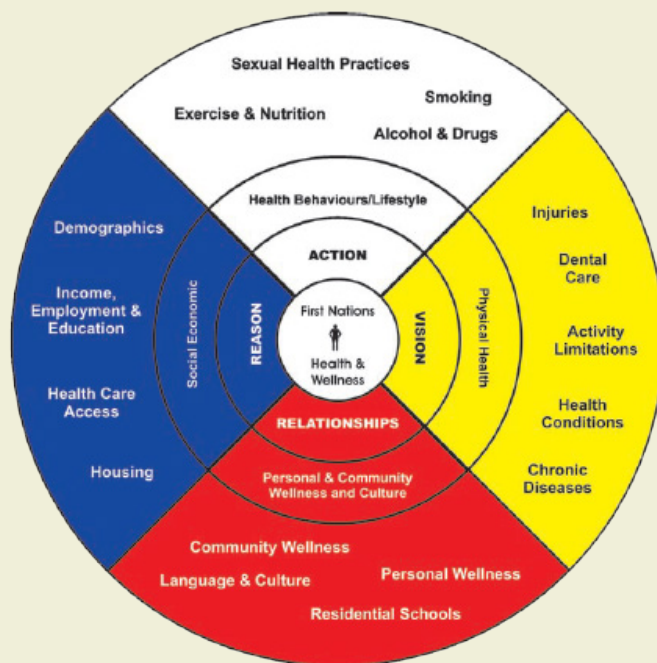 Sexual Health Practices
Smoking
Exercise & Nutrition
Alcohol & Drugs
Health Behaviours/Lifestyle
ACTION
Demographics
Income,
Employment &
Education
Health Care
Access
Housing
Social Economic
REASON
First Nations
Health &
Wellness
VISION
Physical Health
Injuries
Dental
Care
Activity
Limitations
Health
Conditions
Chronic
Diseases
RELATIONSHIPS
Personal & Community
Wellness and Culture
Community Wellness
Language & Culture
Personal Wellness
Residential Schools